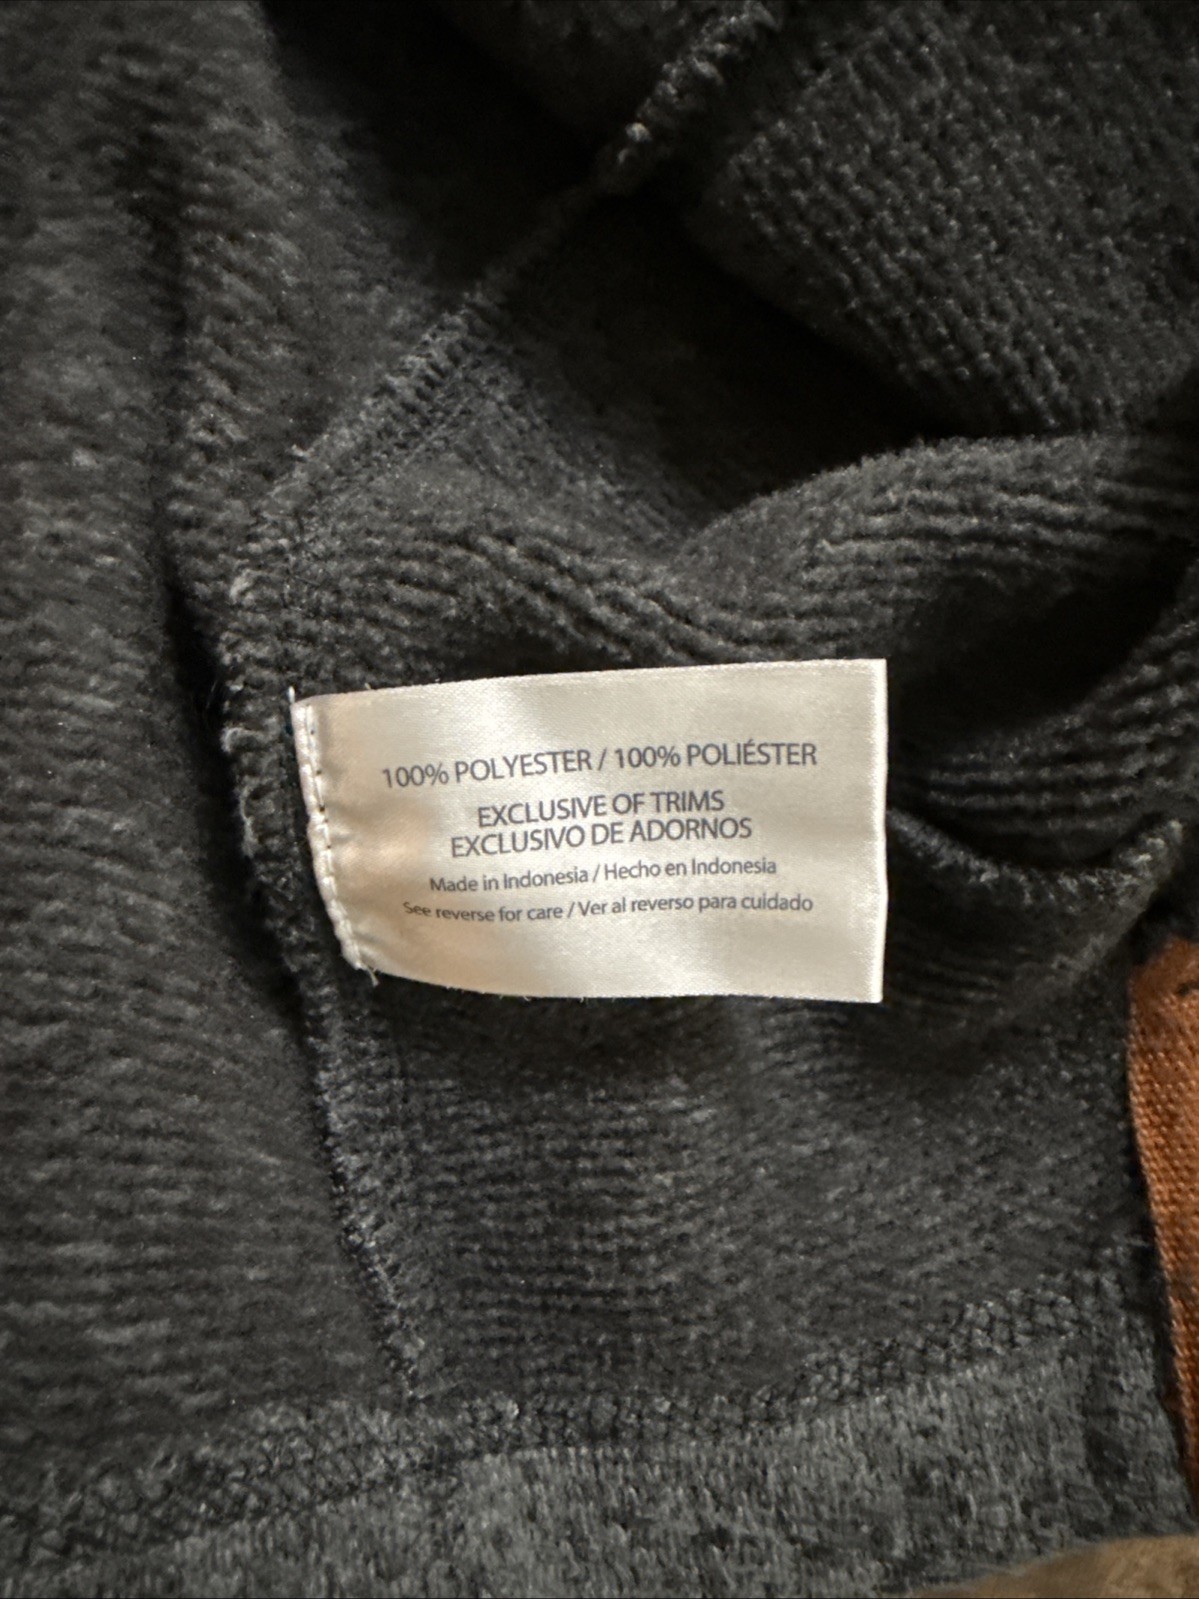 100% POLYESTER / 100% POLIÉSTER
EXCLUSIVE OF TRIMS
EXCLUSIVO DE ADORNOS
Made in Indonesia / Hecho en Indonesia
See reverse for care / Ver al reverso para cuidado